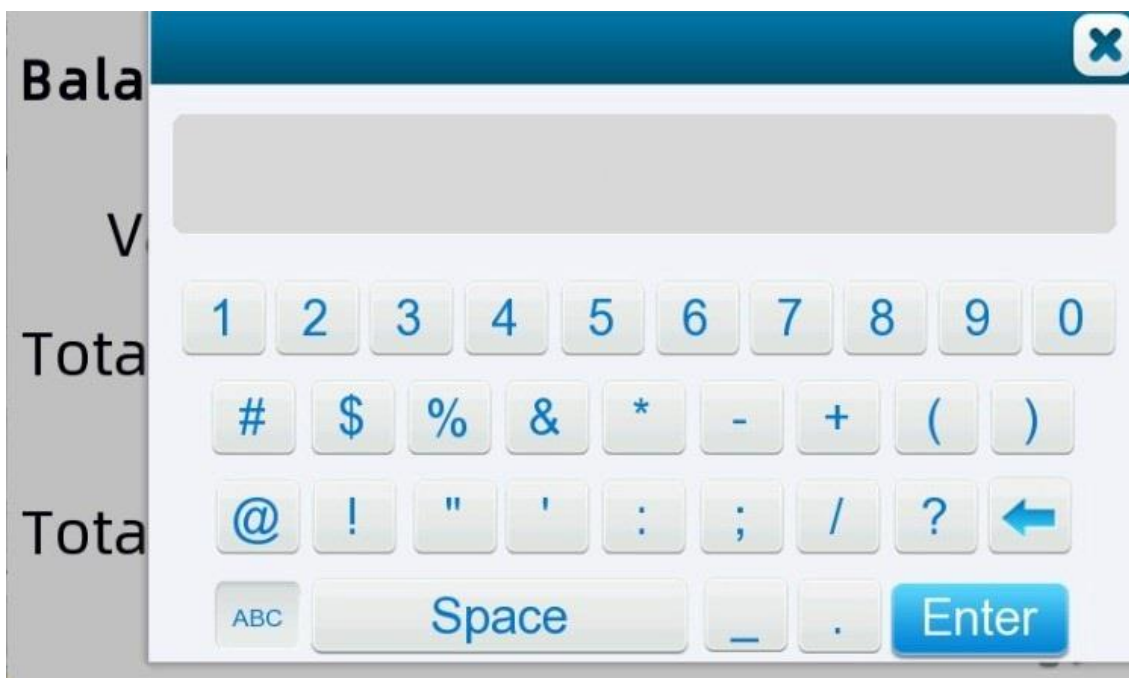 Bala
V
1 2 3 4 5 6 7 8 9 0
Tota
# $ % & * - + ( )
@ ! " ' : ; / ?
Tota
ABC Space _ . Enter